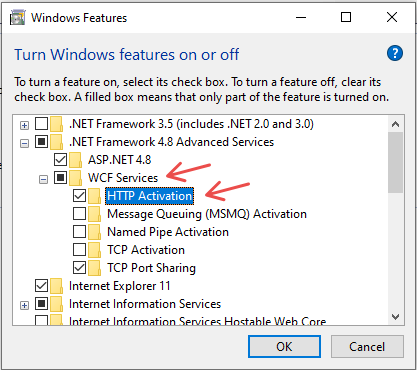 Windows Features
Turn Windows features on or off
To turn a feature on, select its check box. To turn a feature off, clear its
check box. A filled box means that only part of the feature is turned on.
.NET Framework 3.5 (includes .NET 2.0 and 3.0)
.NET Framework 4.8 Advanced Services
ASP.NET 4.8
WCF Services
HTTP Activation
Message Queuing (MSMQ) Activation
Named Pipe Activation
TCP Activation
TCP Port Sharing
Internet Explorer 11
Internet Information Services
Internet Information Services Hostable Web Core
OK
Cancel